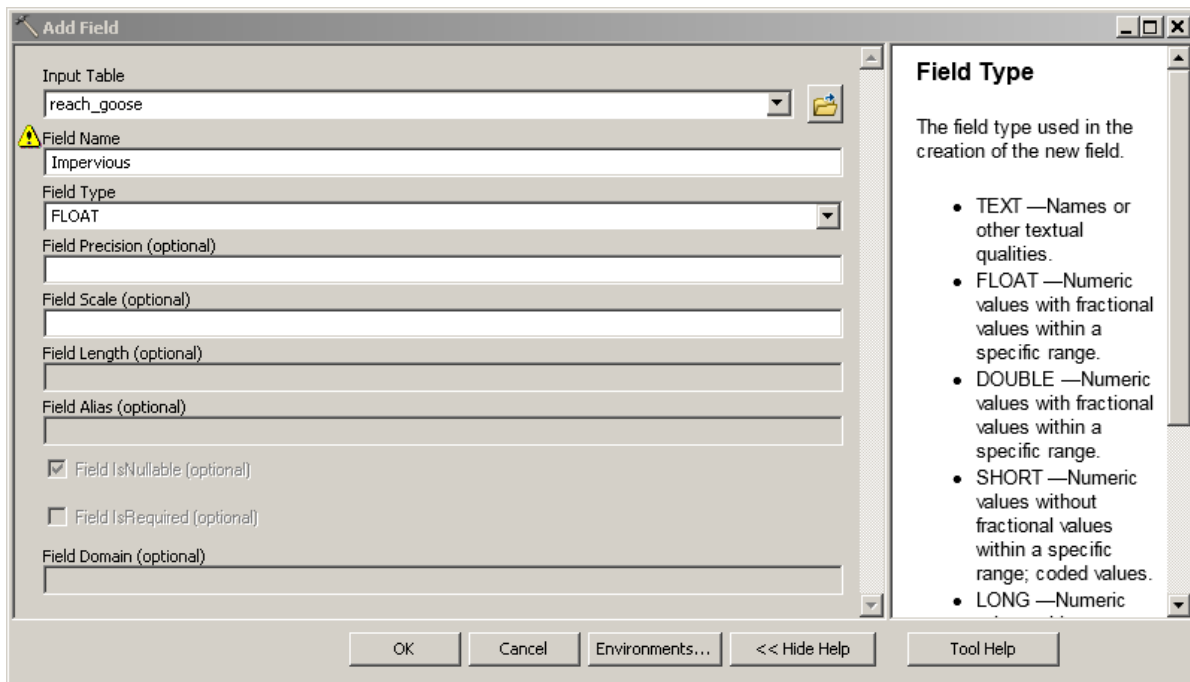 Add Field
Input Table
reach_goose
Field Name
Impervious
Field Type
FLOAT
Field Precision (optional)
Field Scale (optional)
Field Length (optional)
Field Alias (optional)
Field IsNullable (optional)
Field IsRequired (optional)
Field Domain (optional)
OK
Cancel
Environments...
<< Hide Help
Tool Help
Field Type
The field type used in the
creation of the new field.
• TEXT —Names or
other textual
qualities.
• FLOAT —Numeric
values with fractional
values within a
specific range.
• DOUBLE —Numeric
values with fractional
values within a
specific range.
• SHORT —Numeric
values without
fractional values
within a specific
range; coded values.
• LONG —Numeric